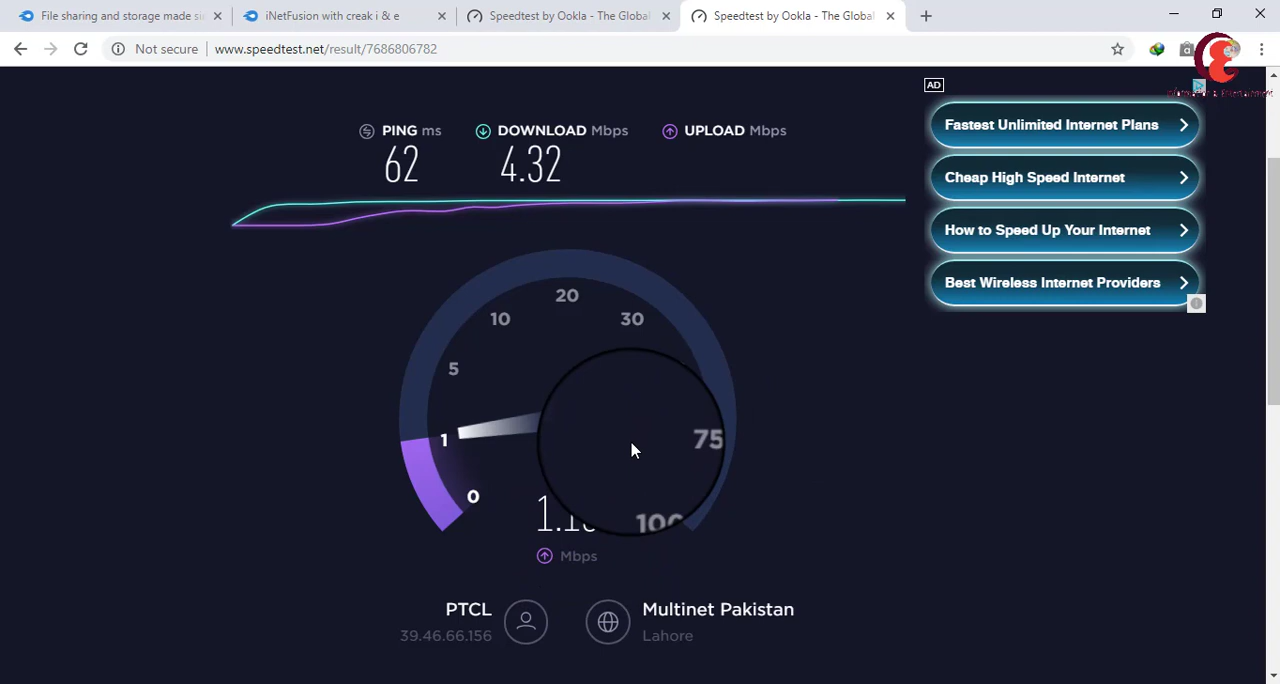 File sharing and storage made si
iNetFusion with creak i & e
Speedtest by Ookla - The Global
Speedtest by Ookla - The Global
Not secure
www.speedtest.net/result/7686806782
AD
PING ms
DOWNLOAD Mbps
UPLOAD Mbps
62
4.32
Fastest Unlimited Internet Plans
Cheap High Speed Internet
How to Speed Up Your Internet
Best Wireless Internet Providers
20
10
30
5
1
75
0
100
Mbps
PTCL
Multinet Pakistan
39.46.66.156
Lahore